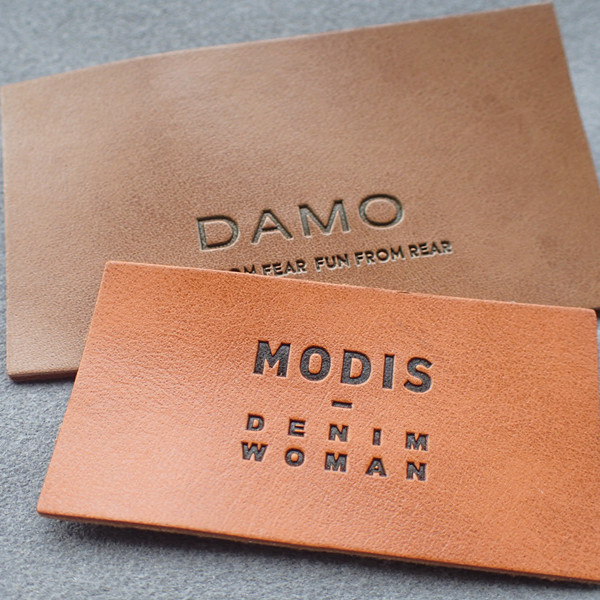 DAMO
FEAR FUN FROM REAR
MODIS
DENIM
WOMAN